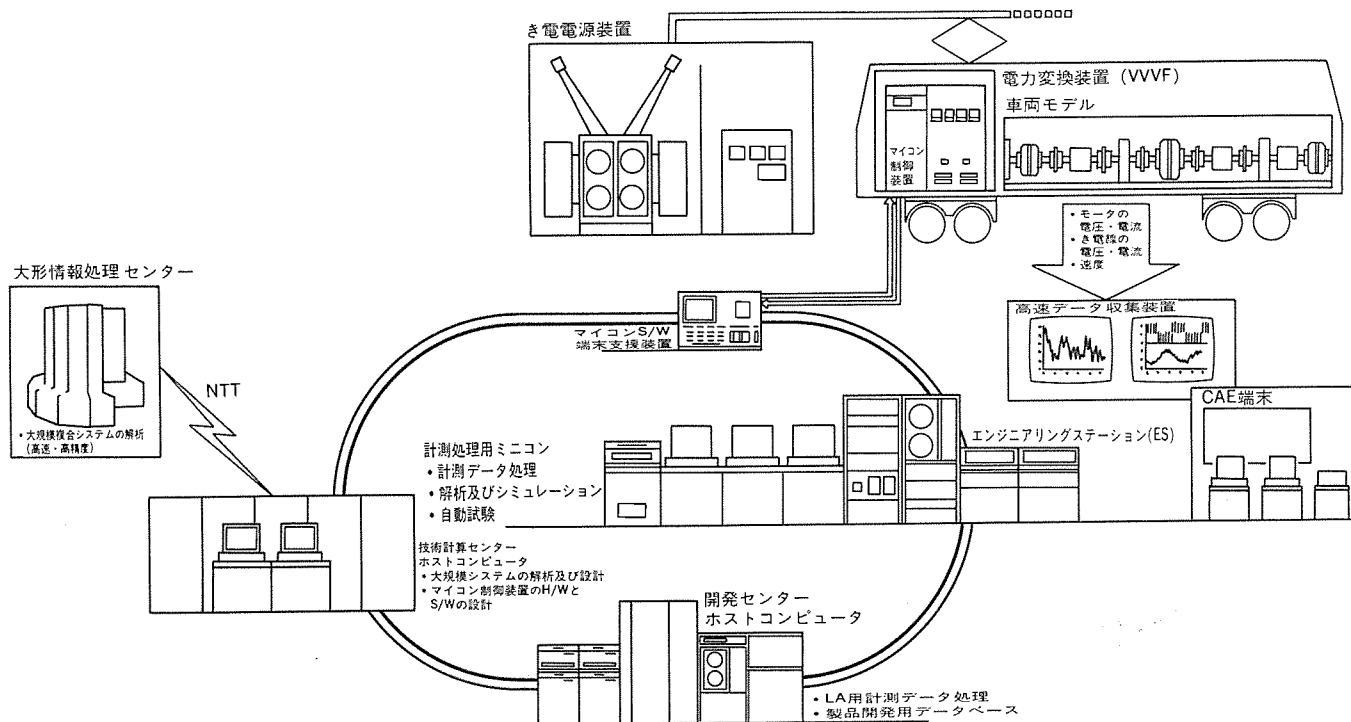 き電電源装置
電力変換装置 (VVVF)
車両モデル
マイコン
制御
装置
• モータの
電圧・電流
• き電線の
電圧・電流
• 速度
大形情報処理センター
• 大規模複合システムの解析
(高速・高精度)
NTT
マイコンS/W
端末支援装置
高速データ収集装置
CAE端末
エンジニアリングステーション(ES)
計測処理用ミニコン
• 計測データ処理
• 解析及びシミュレーション
• 自動試験
技術計算センター
ホストコンピュータ
• 大規模システムの解析及び設計
• マイコン制御装置のH/Wと
S/Wの設計
開発センター
ホストコンピュータ
• LA用計測データ処理
• 製品開発用データベース